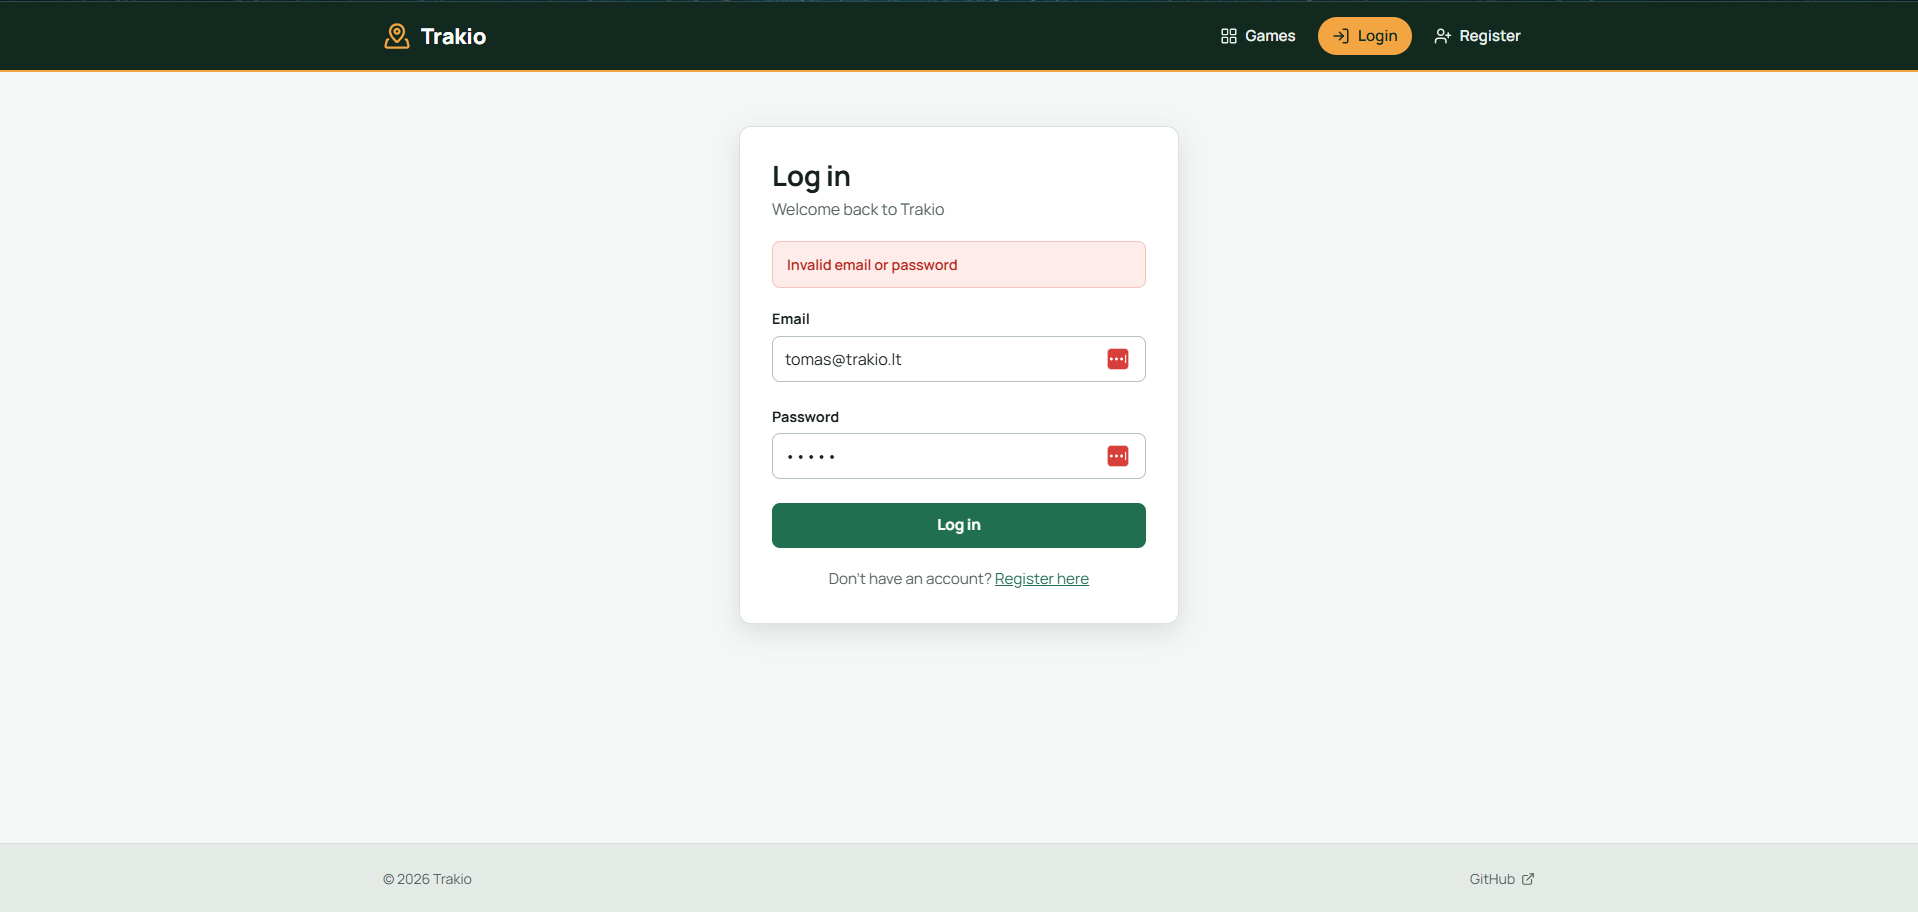 Trakio
Games
Login
Register
Log in
Welcome back to Trakio
Invalid email or password
Email
tomas@trakio.lt
Password
•••••
Log in
Don't have an account? Register here
© 2026 Trakio
GitHub